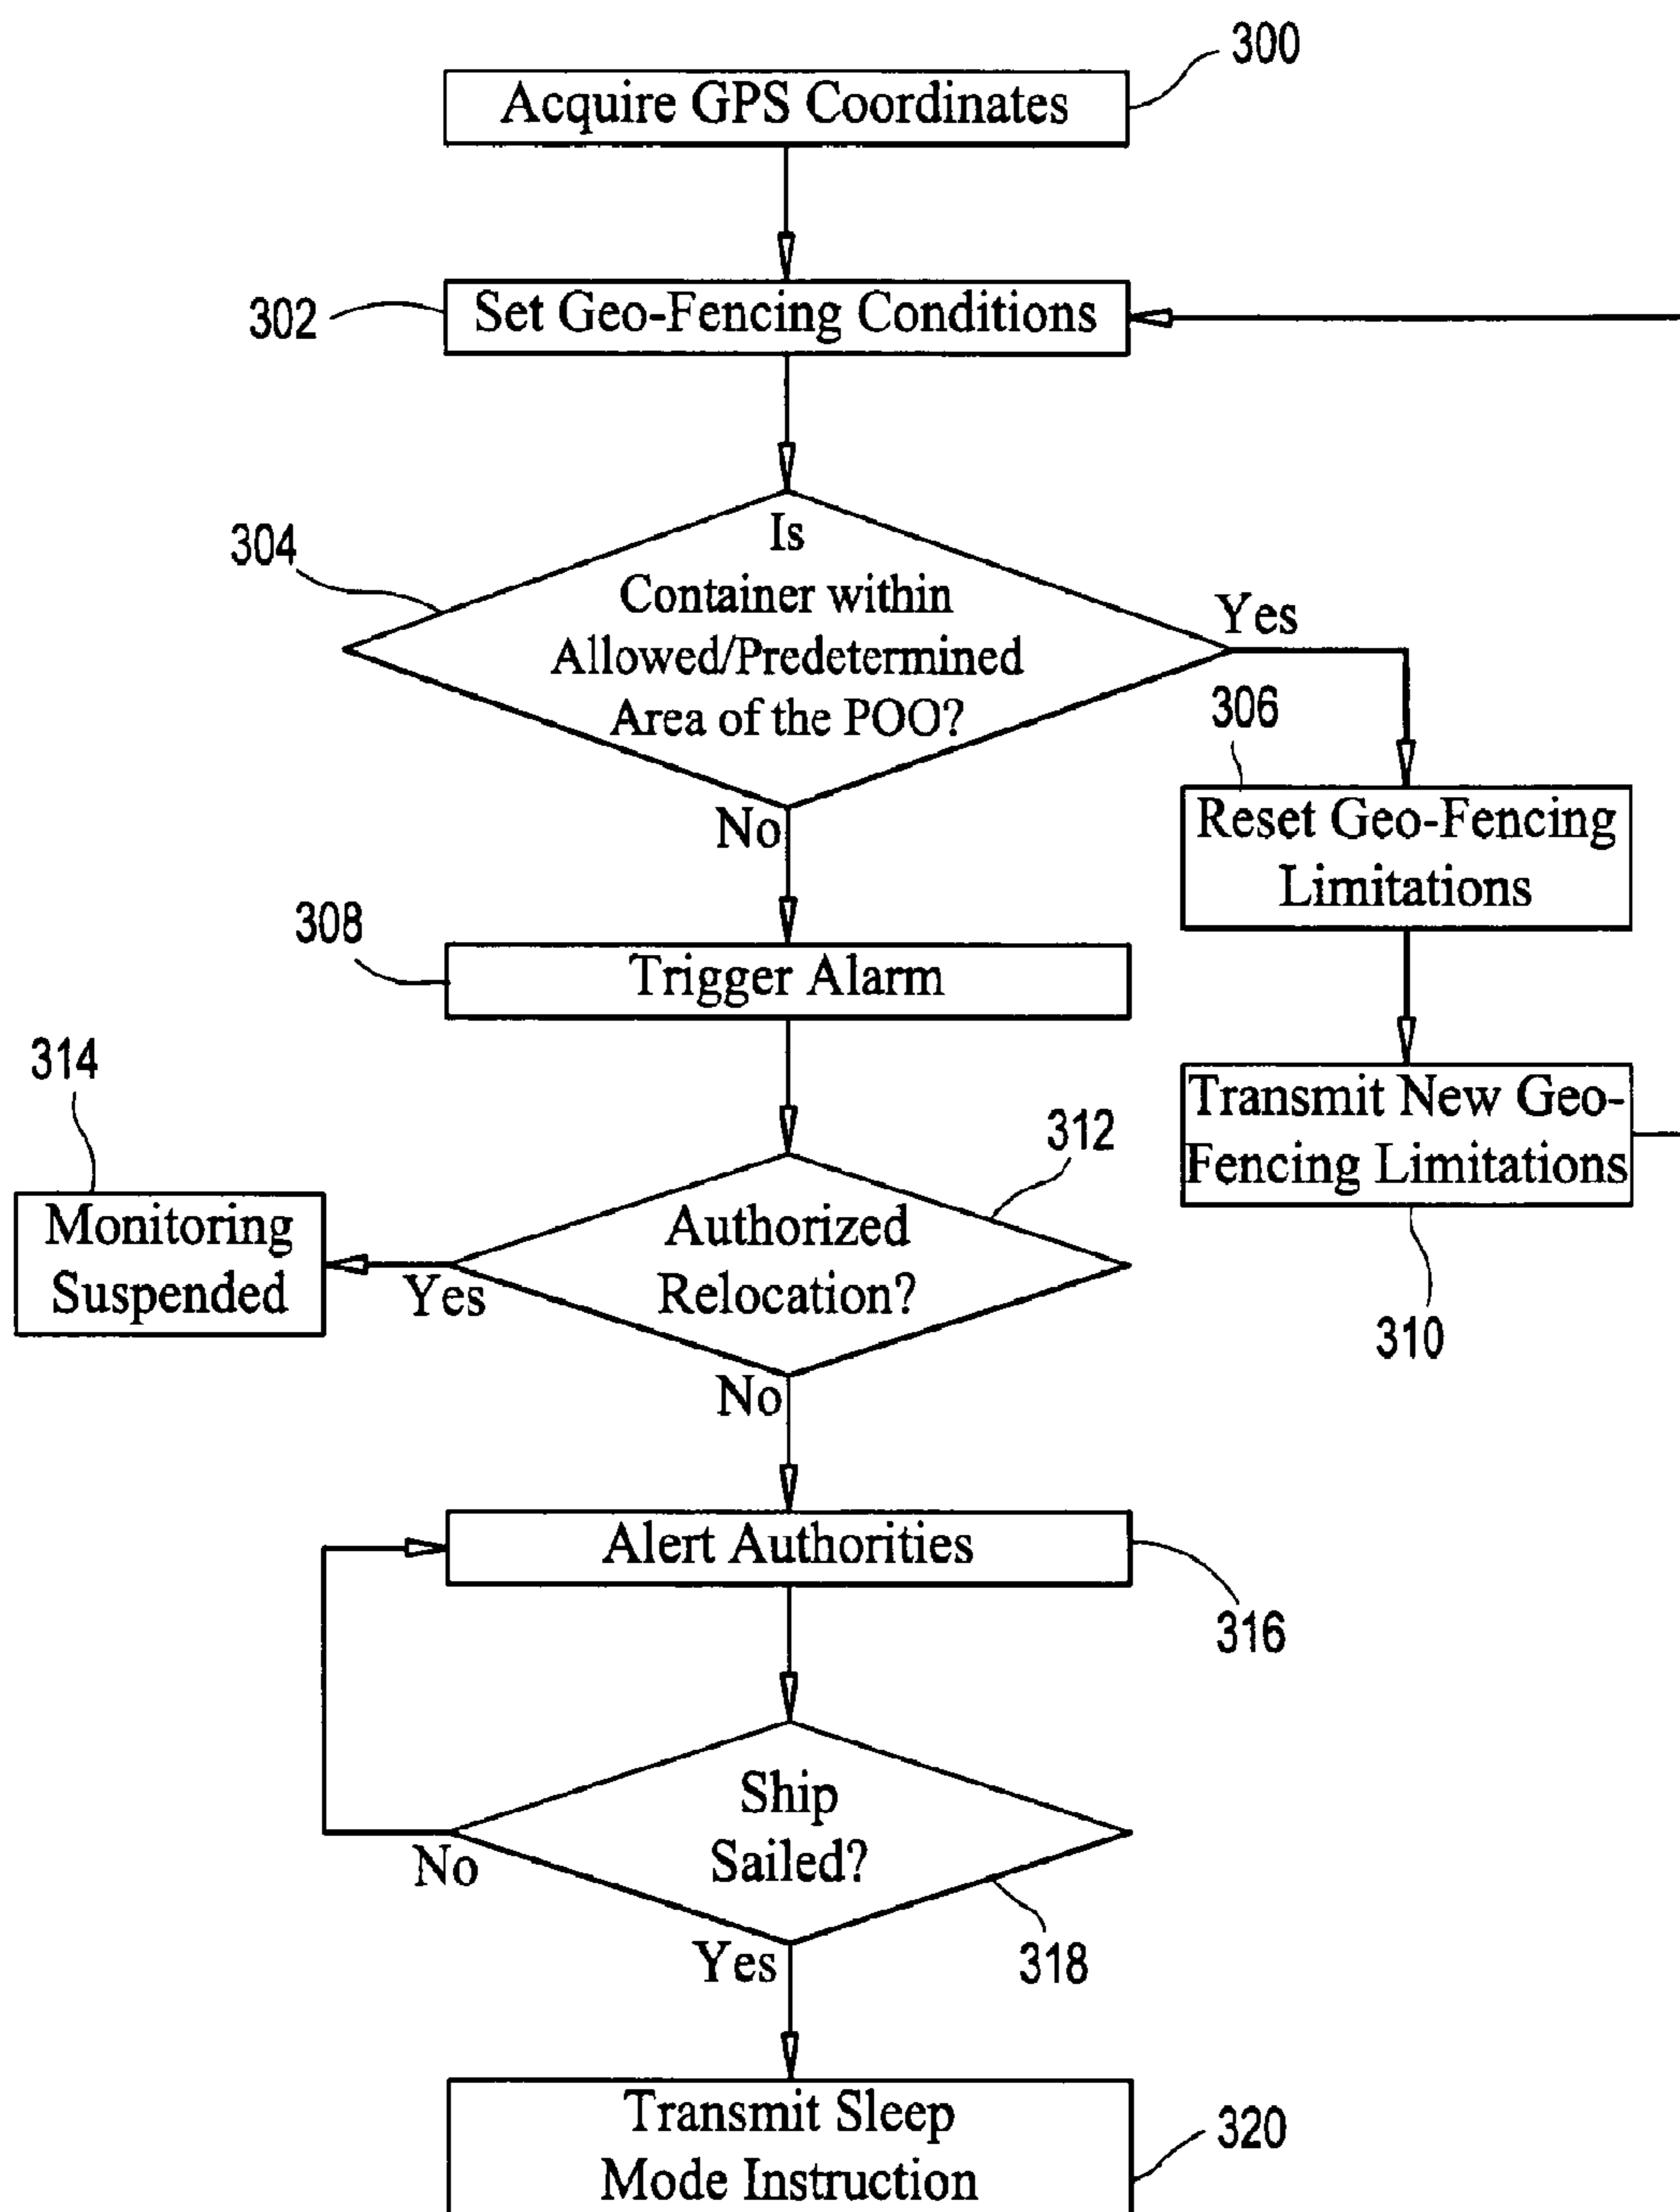 300
Acquire GPS Coordinates
302
Set Geo-Fencing Conditions
304
Is
Container within
Allowed/Predetermined
Area of the POO?
Yes
No
306
Reset Geo-Fencing
Limitations
308
Trigger Alarm
314
Monitoring
Suspended
312
Authorized
Relocation?
Yes
No
Transmit New Geo-
Fencing Limitations
310
Alert Authorities
316
Ship
Sailed?
No
Yes
318
Transmit Sleep
Mode Instruction
320